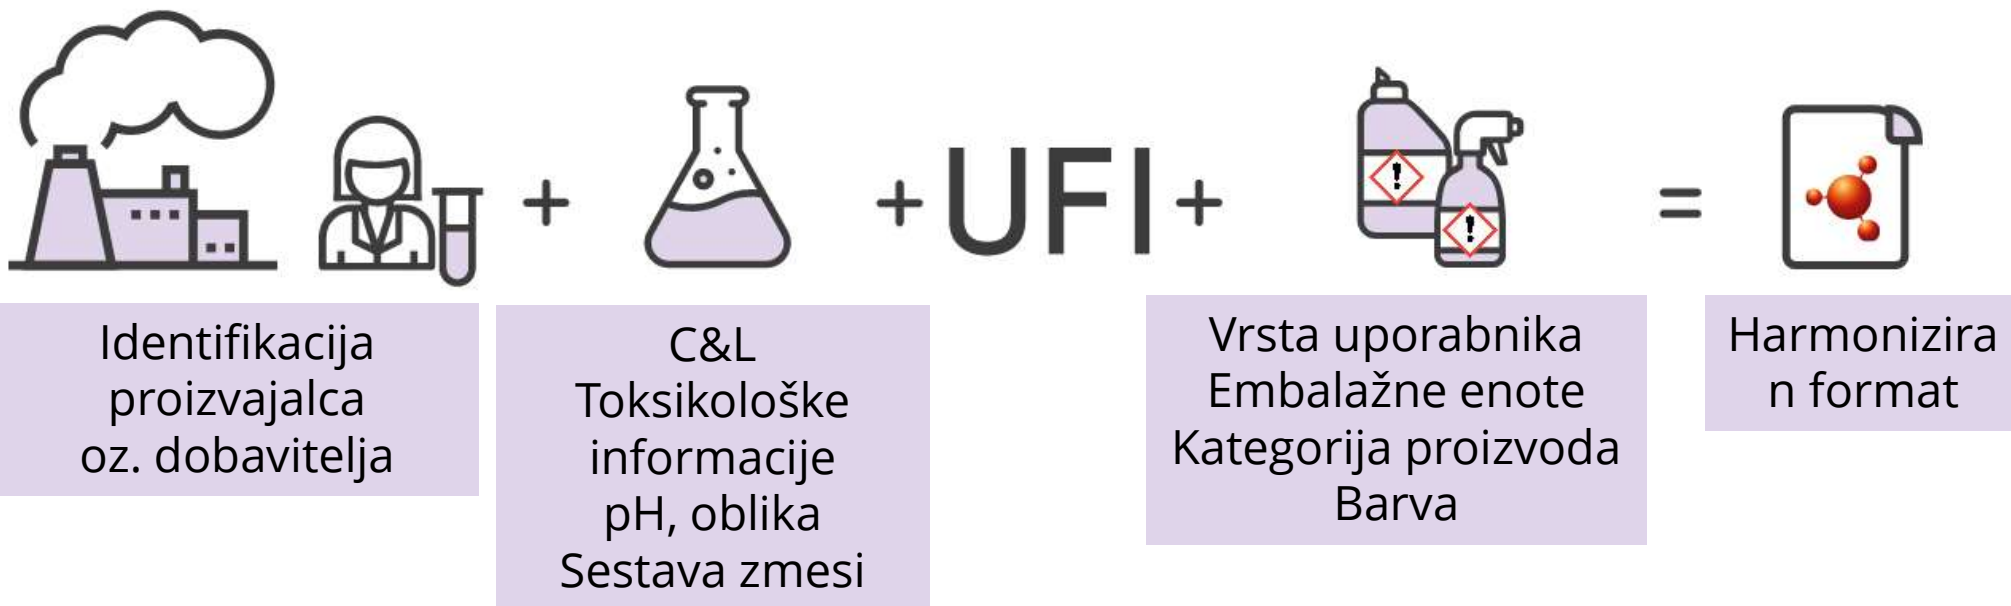 +
+ UFI +
=
Identifikacija
proizvajalca
oz. dobavitelja
C&L
Toksikološke
informacije
pH, oblika
Sestava zmesi
Vrsta uporabnika
Embalažne enote
Kategorija proizvoda
Barva
Harmonizira
n format